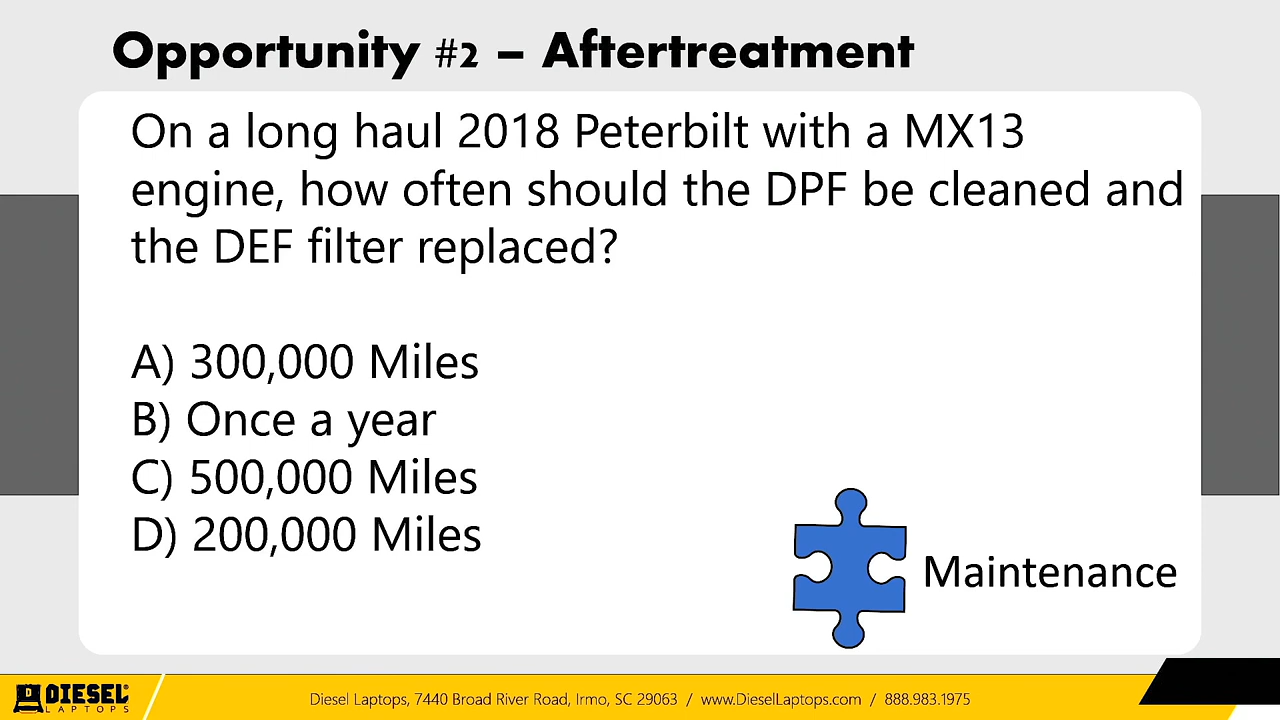 Opportunity #2 – Aftertreatment
On a long haul 2018 Peterbilt with a MX13
engine, how often should the DPF be cleaned and
the DEF filter replaced?
A) 300,000 Miles
B) Once a year
C) 500,000 Miles
D) 200,000 Miles
Maintenance
DIESEL
LAPTOPS
Diesel Laptops, 7440 Broad River Road, Irmo, SC 29063 / www.DieselLaptops.com / 888.983.1975